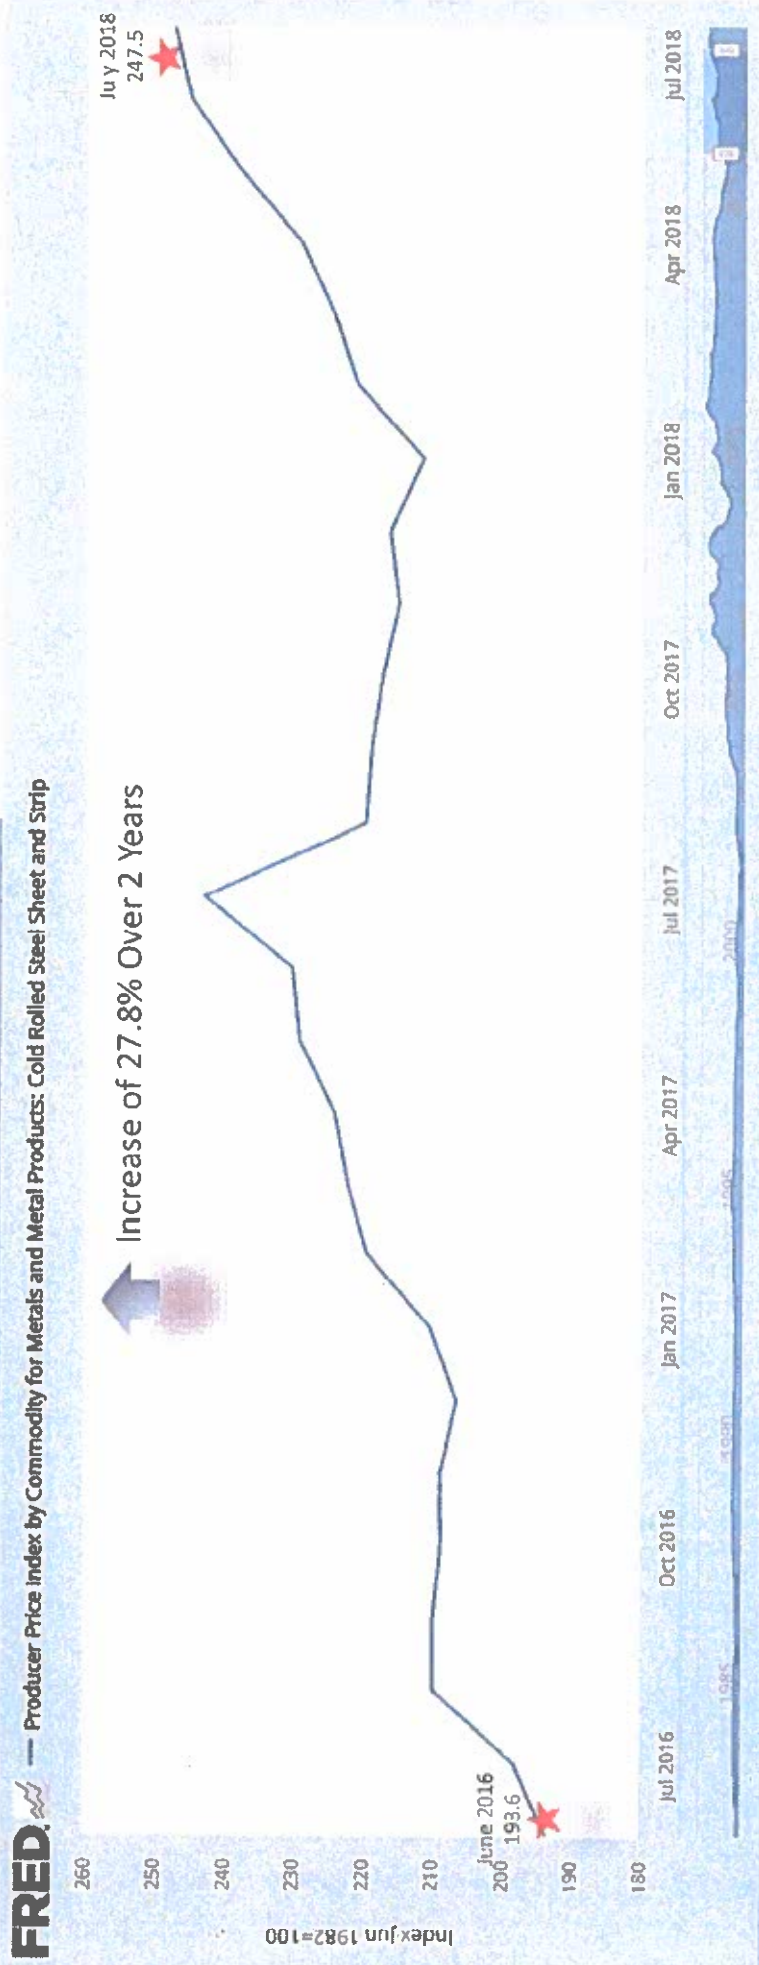 FRED
— Producer Price Index by Commodity for Metals and Metal Products: Cold Rolled Steel Sheet and Strip
Increase of 27.8% Over 2 Years
Ju y 2018
247.5
June 2016
193.6
Index jun 1982=100
260
250
240
230
220
210
200
190
180
Jul 2016
Oct 2016
Jan 2017
Apr 2017
Jul 2017
Oct 2017
Jan 2018
Apr 2018
Jul 2018
1985
1990
1995
2000